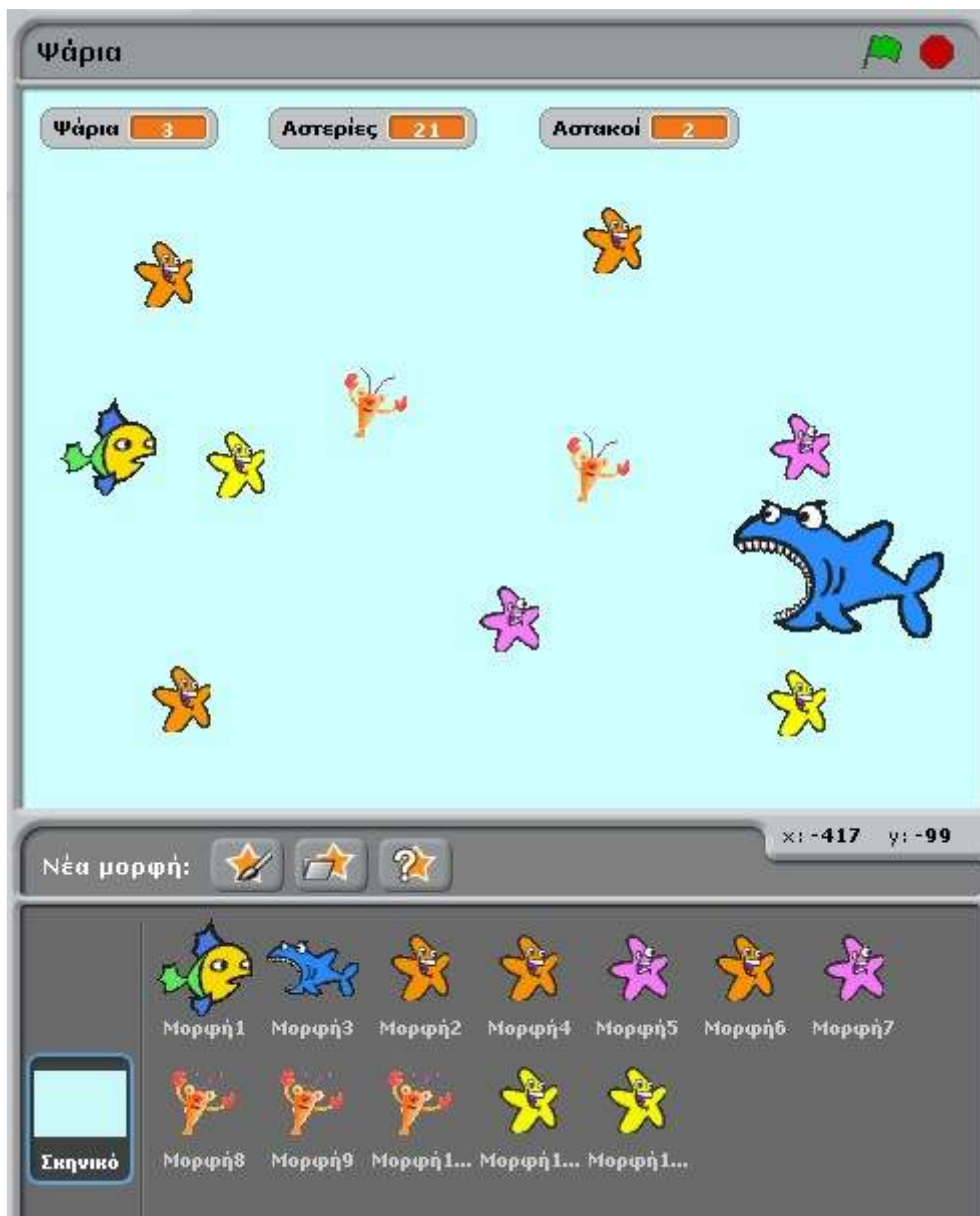 Ψάρια
Ψάρια 3 Αστερίες 21 Αστακοί 2
x: -417 y: -99
Νέα μορφή:
Μορφή1 Μορφή3 Μορφή2 Μορφή4 Μορφή5 Μορφή6 Μορφή7
Σκηνικό Μορφή8 Μορφή9 Μορφή1... Μορφή1... Μορφή1...